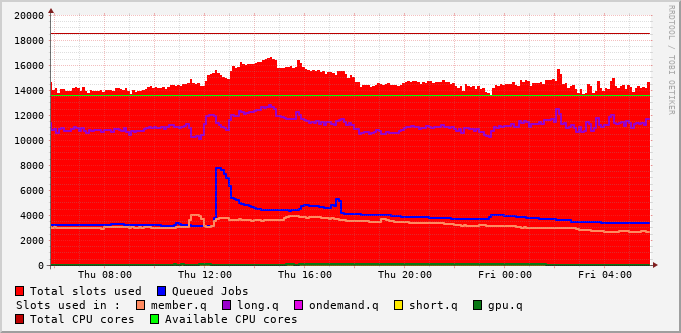 RRDTOOL / TOBI OETIKER
20000
18000
16000
14000
12000
10000
8000
6000
4000
2000
0
Thu 08:00 Thu 12:00 Thu 16:00 Thu 20:00 Fri 00:00 Fri 04:00
Total slots used Queued Jobs
Slots used in : member.q long.q ondemand.q short.q gpu.q
Total CPU cores Available CPU cores